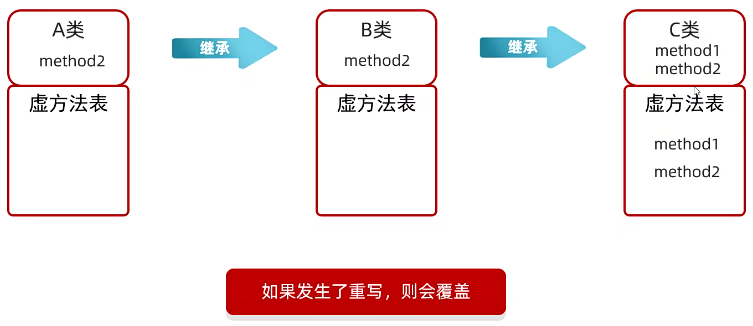 A类
method2
虚方法表
继承
B类
method2
虚方法表
继承
C类
method1
method2
虚方法表
method1
method2
如果发生了重写，则会覆盖